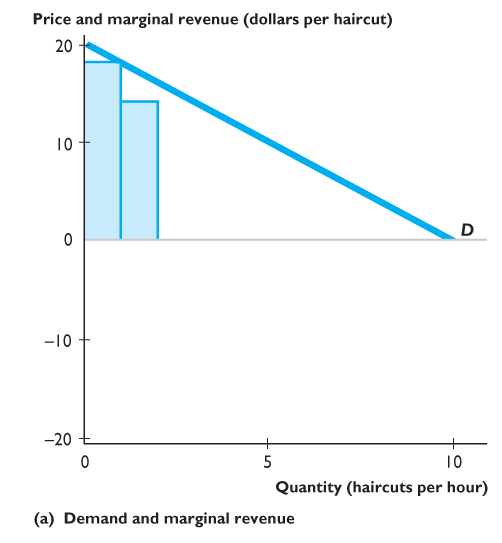 Price and marginal revenue (dollars per haircut)
20
10
0
–10
–20
D
0 5 10
Quantity (haircuts per hour)
(a) Demand and marginal revenue